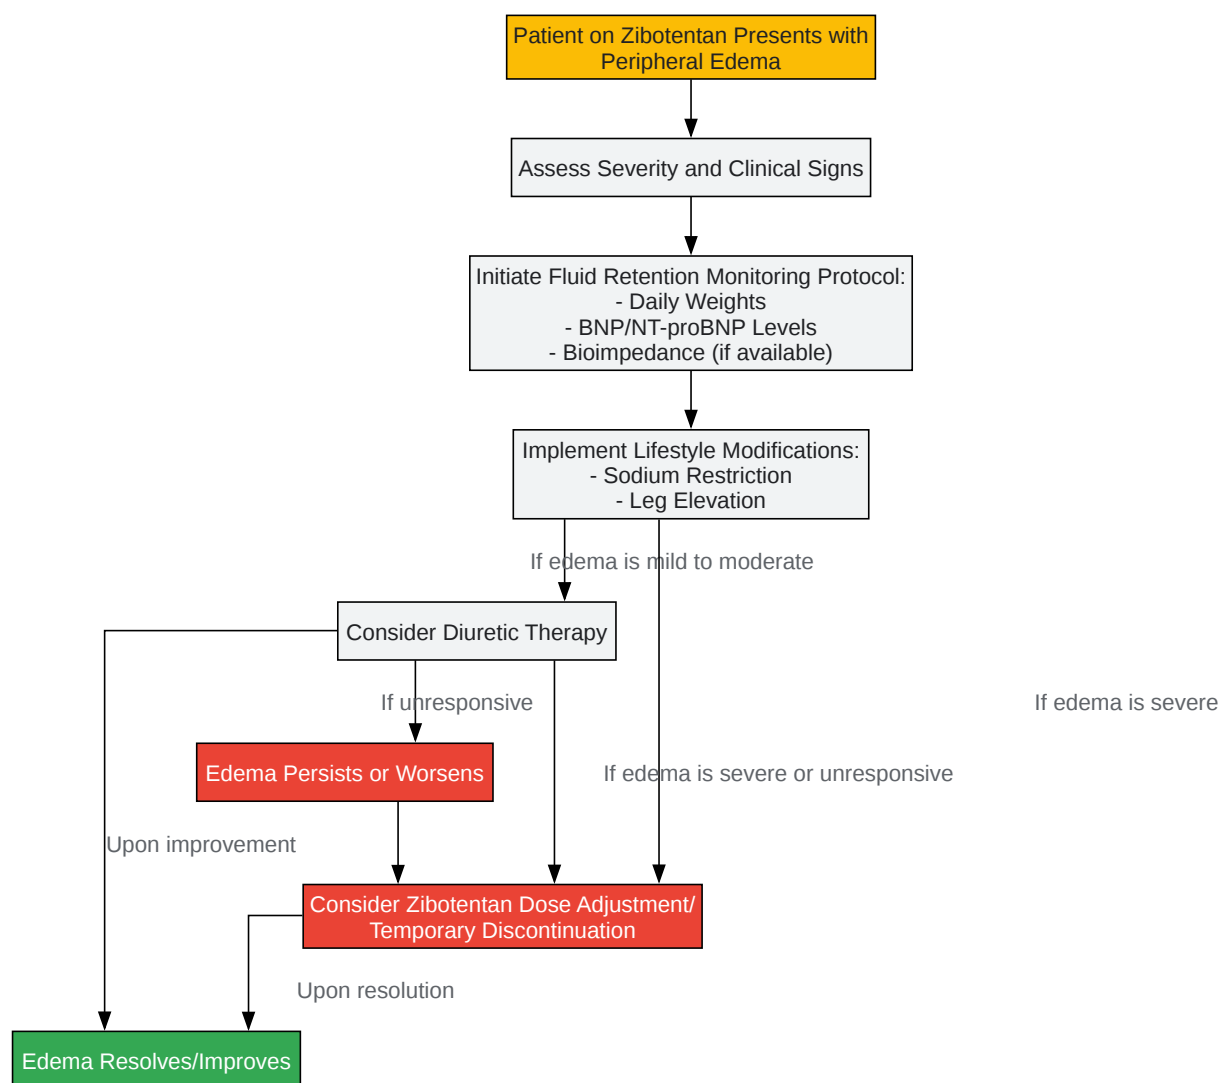 Patient on Zibotentan Presents with
Peripheral Edema
Assess Severity and Clinical Signs
Initiate Fluid Retention Monitoring Protocol:
- Daily Weights
- BNP/NT-proBNP Levels
- Bioimpedance (if available)
Implement Lifestyle Modifications:
- Sodium Restriction
- Leg Elevation
If edema is mild to moderate
Consider Diuretic Therapy
If unresponsive
If edema is severe
Edema Persists or Worsens
If edema is severe or unresponsive
Upon improvement
Consider Zibotentan Dose Adjustment/
Temporary Discontinuation
Upon resolution
Edema Resolves/Improves